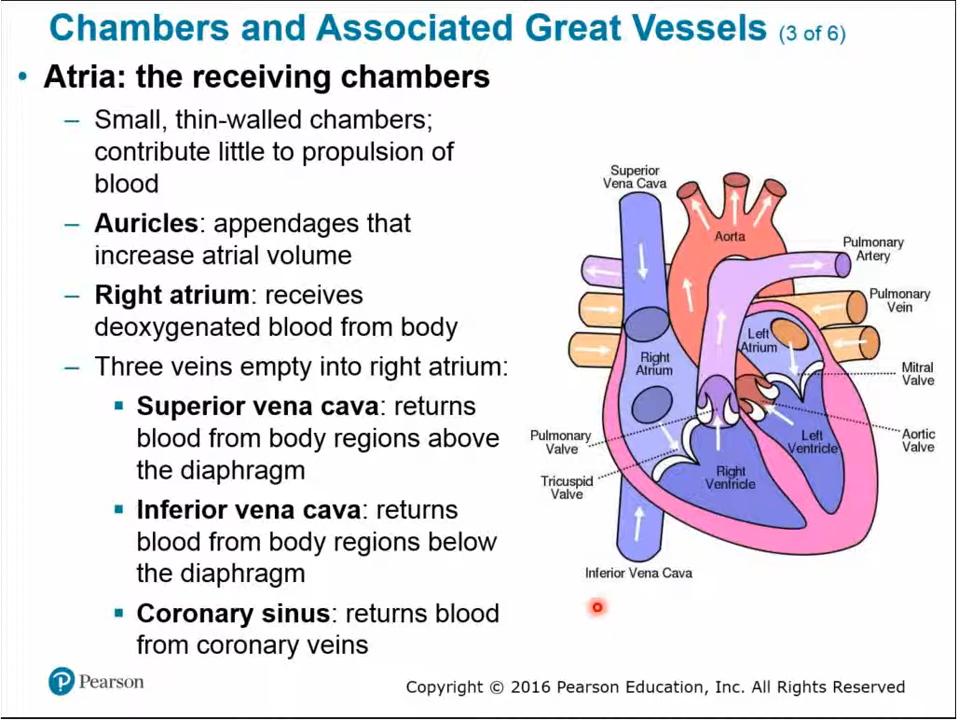 Chambers and Associated Great Vessels (3 of 6)
• Atria: the receiving chambers
– Small, thin-walled chambers;
contribute little to propulsion of
blood
– Auricles: appendages that
increase atrial volume
– Right atrium: receives
deoxygenated blood from body
– Three veins empty into right atrium:
▪ Superior vena cava: returns
blood from body regions above
the diaphragm
▪ Inferior vena cava: returns
blood from body regions below
the diaphragm
▪ Coronary sinus: returns blood
from coronary veins
Superior
Vena Cava
Aorta
Pulmonary
Artery
Pulmonary
Vein
Left
Atrium
Right
Atrium
Mitral
Valve
Pulmonary
Valve
Left
Ventricle
Aortic
Valve
Tricuspid
Valve
Right
Ventricle
Inferior Vena Cava
P Pearson
Copyright © 2016 Pearson Education, Inc. All Rights Reserved